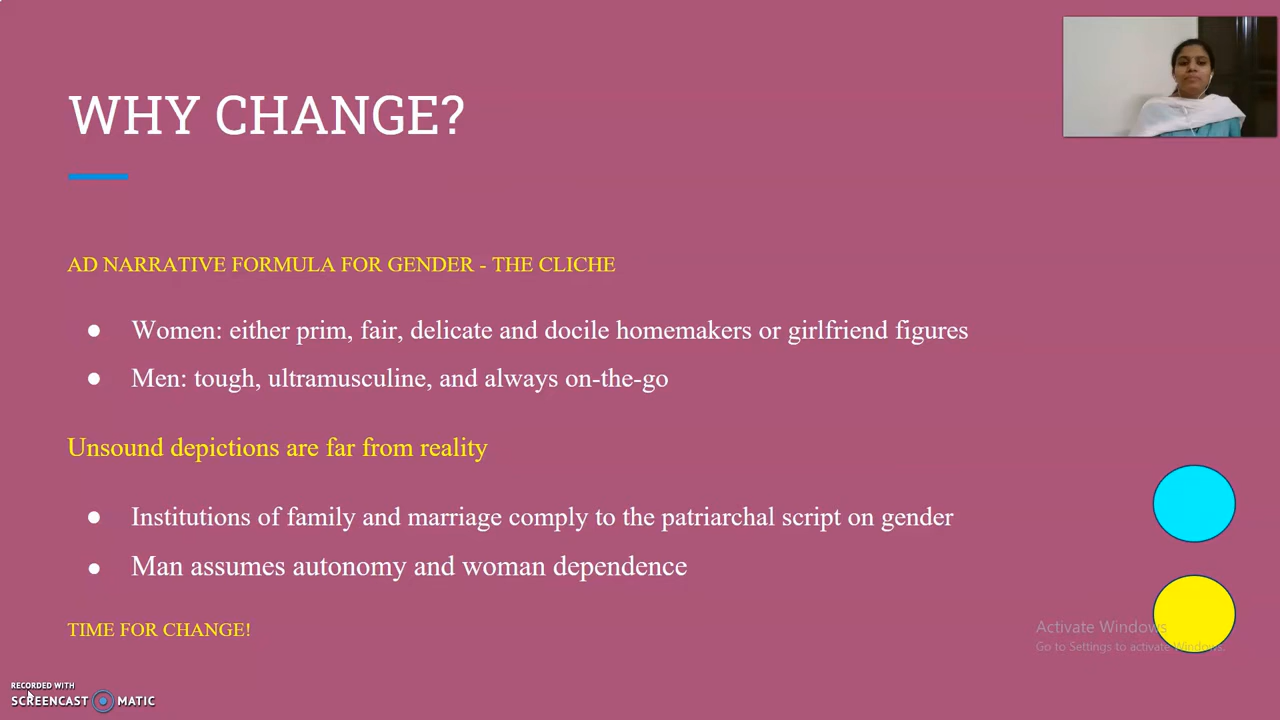 WHY CHANGE?
AD NARRATIVE FORMULA FOR GENDER - THE CLICHE
● Women: either prim, fair, delicate and docile homemakers or girlfriend figures
● Men: tough, ultramusculine, and always on-the-go
Unsound depictions are far from reality
● Institutions of family and marriage comply to the patriarchal script on gender
● Man assumes autonomy and woman dependence
TIME FOR CHANGE!
Activate Windows
Go to Settings to activate Windows.
RECORDED WITH
SCREENCAST MATIC